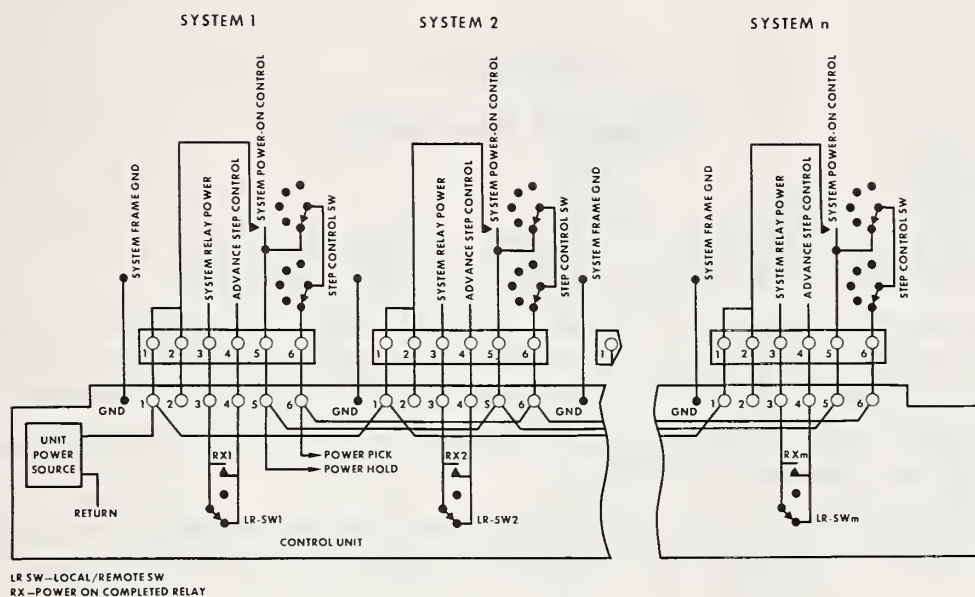 SYSTEM 1
SYSTEM 2
SYSTEM n
SYSTEM FRAME GND
SYSTEM RELAY POWER
ADVANCE STEP CONTROL
SYSTEM POWER-ON CONTROL
STEP CONTROL SW
SYSTEM RELAY POWER
ADVANCE STEP CONTROL
SYSTEM POWER-ON CONTROL
STEP CONTROL SW
SYSTEM FRAME GND
SYSTEM FRAME GND
SYSTEM RELAY POWER
ADVANCE STEP CONTROL
SYSTEM POWER-ON CONTROL
STEP CONTROL SW
1 2 3 4 5 6
1 2 3 4 5 6
1
1 2 3 4 5 6
GND 1 2 3 4 5 6
GND 1 2 3 4 5 6
GND
GND 1 2 3 4 5 6
UNIT
POWER
SOURCE
RETURN
RX1
POWER PICK
POWER HOLD
RX2
RXm
LR-SW1
LR-SW2
LR-SWm
CONTROL UNIT
LR SW—LOCAL/REMOTE SW
RX—POWER ON COMPLETED RELAY